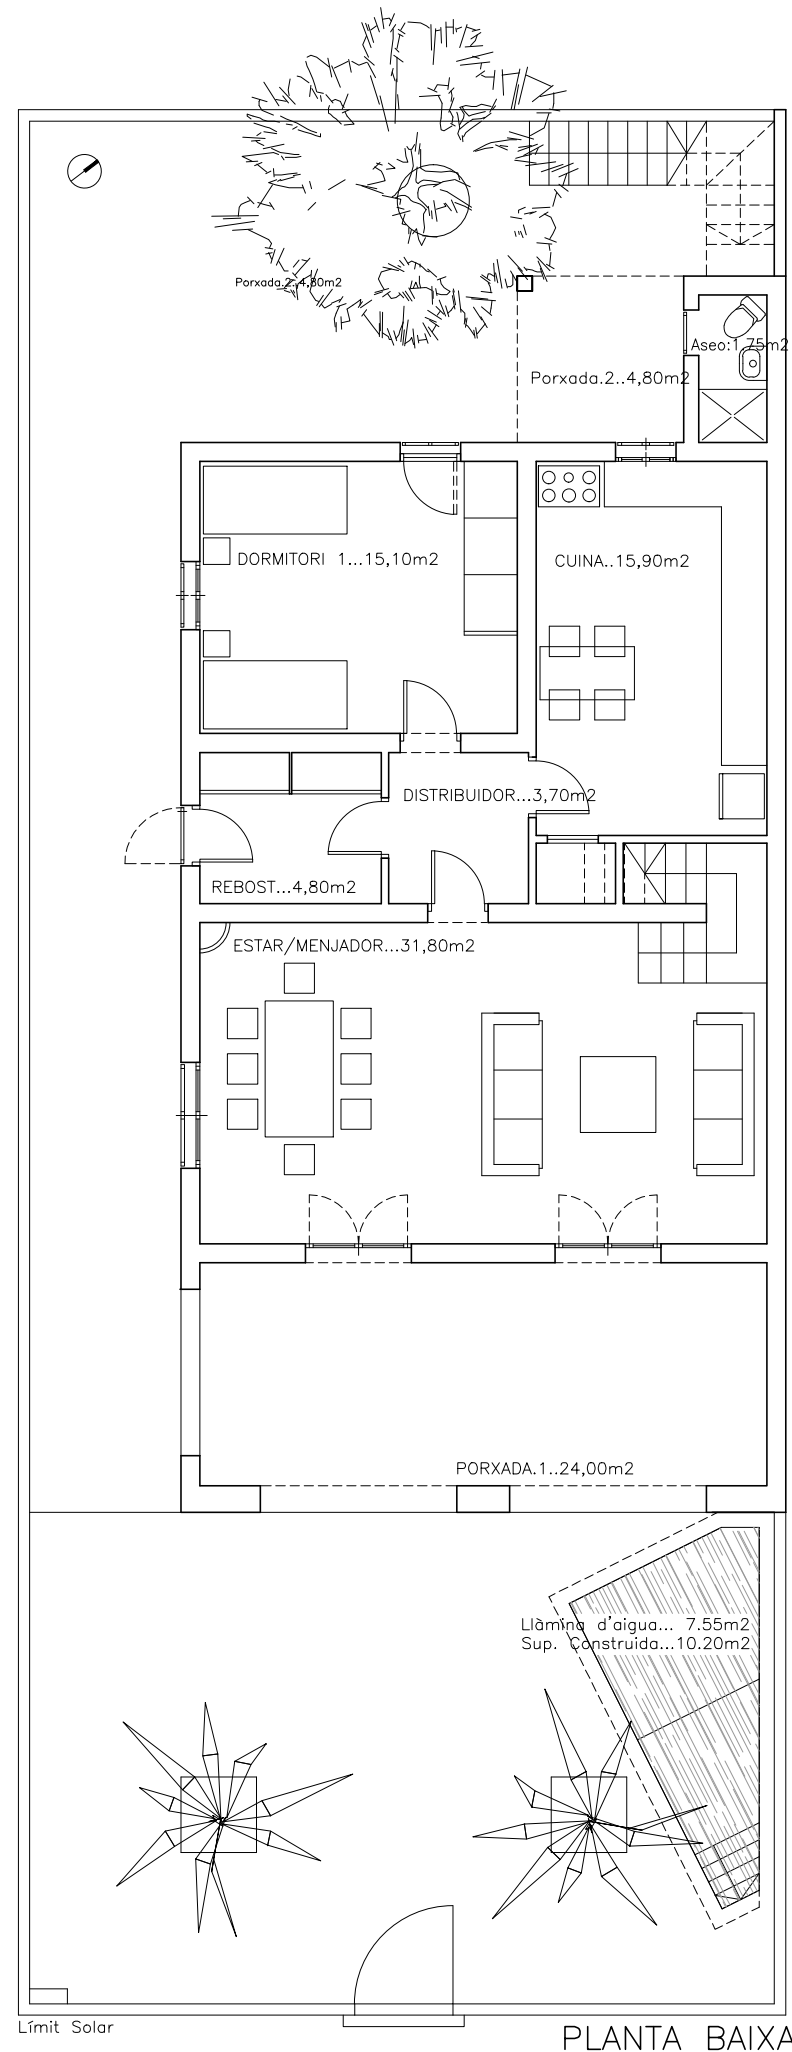 Porxada.2..4,80m2
Aseo:1,75m2
Porxada.2..4,80m2
DORMITORI 1...15,10m2
CUINA..15,90m2
DISTRIBUIDOR...3,70m2
REBOST...4,80m2
ESTAR/MENJADOR...31,80m2
PORXADA.1..24,00m2
Llàmina d'aigua... 7.55m2
Sup. Construida...10.20m2
Límit Solar
PLANTA BAIXA